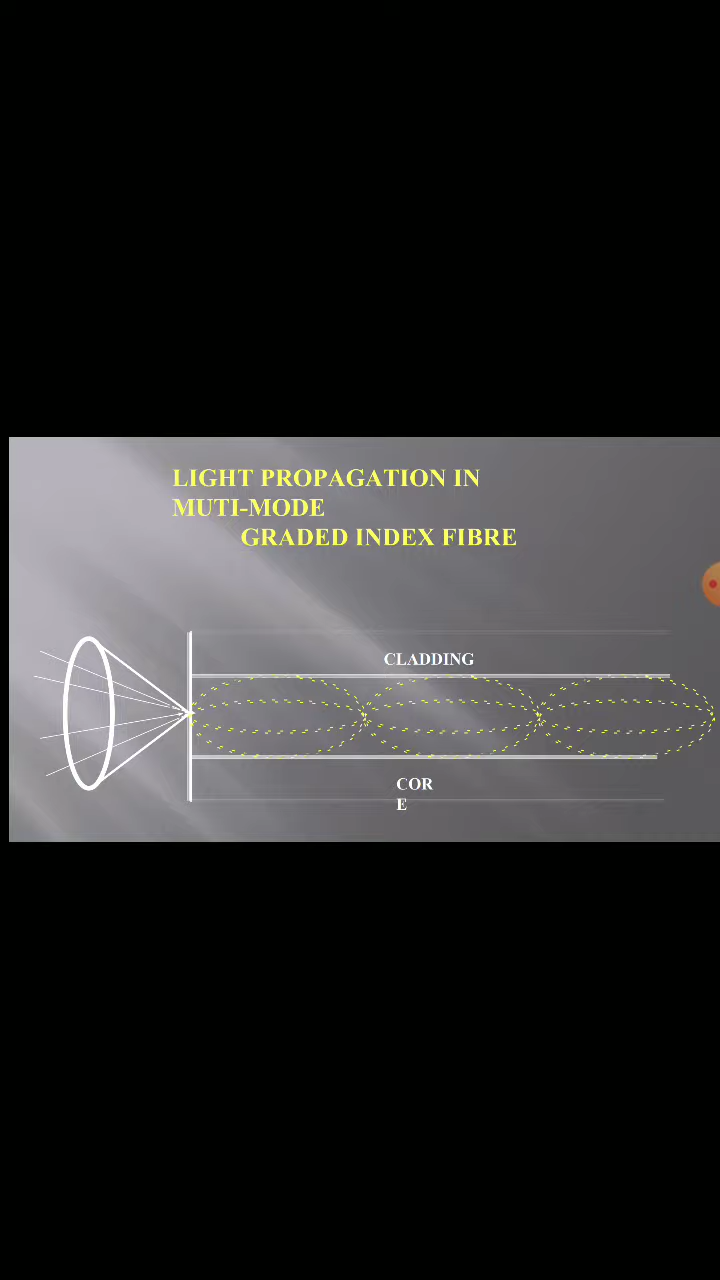 LIGHT PROPAGATION IN
MUTI-MODE
GRADED INDEX FIBRE
CLADDING
COR
E